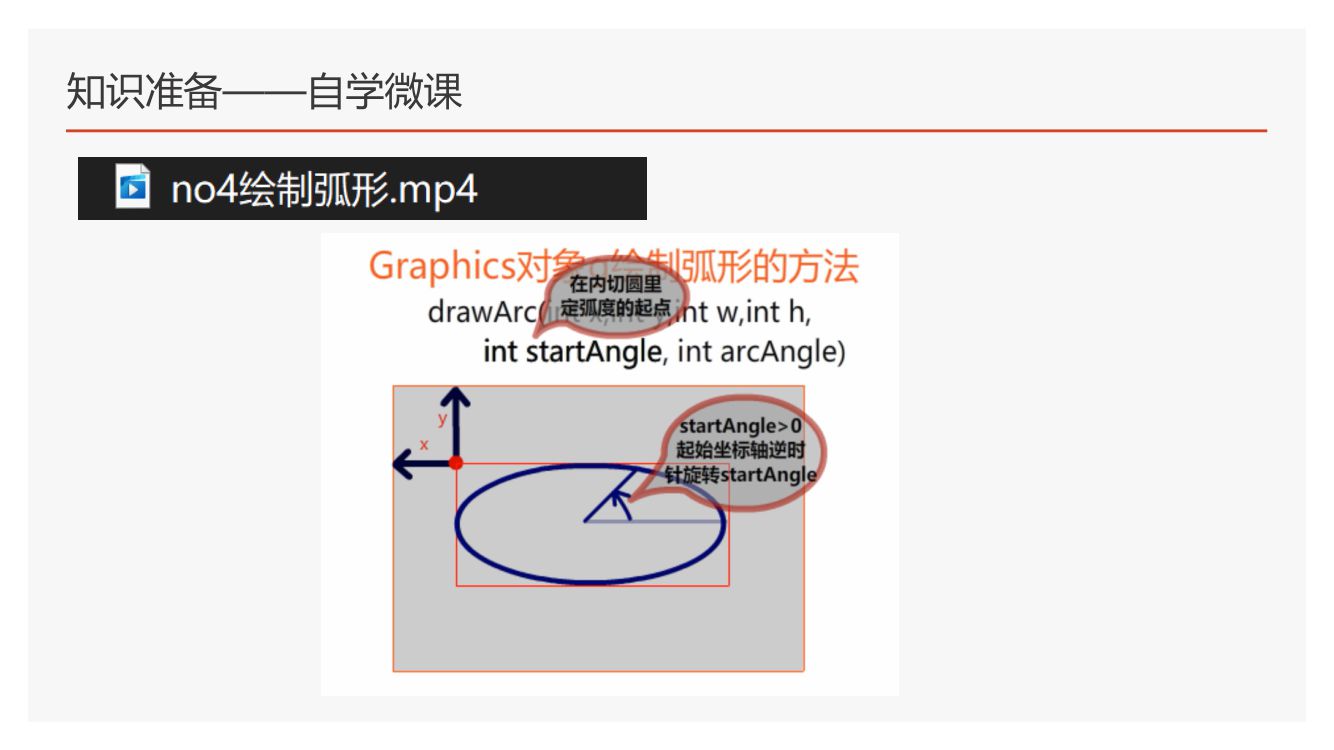 知识准备——自学微课
no4绘制弧形.mp4
Graphics对象g绘制弧形的方法
在内切圆里
定弧度的起点
drawArc(int x,int y,int w,int h,
int startAngle, int arcAngle)
y
x
startAngle>0
起始坐标轴逆时
针旋转startAngle